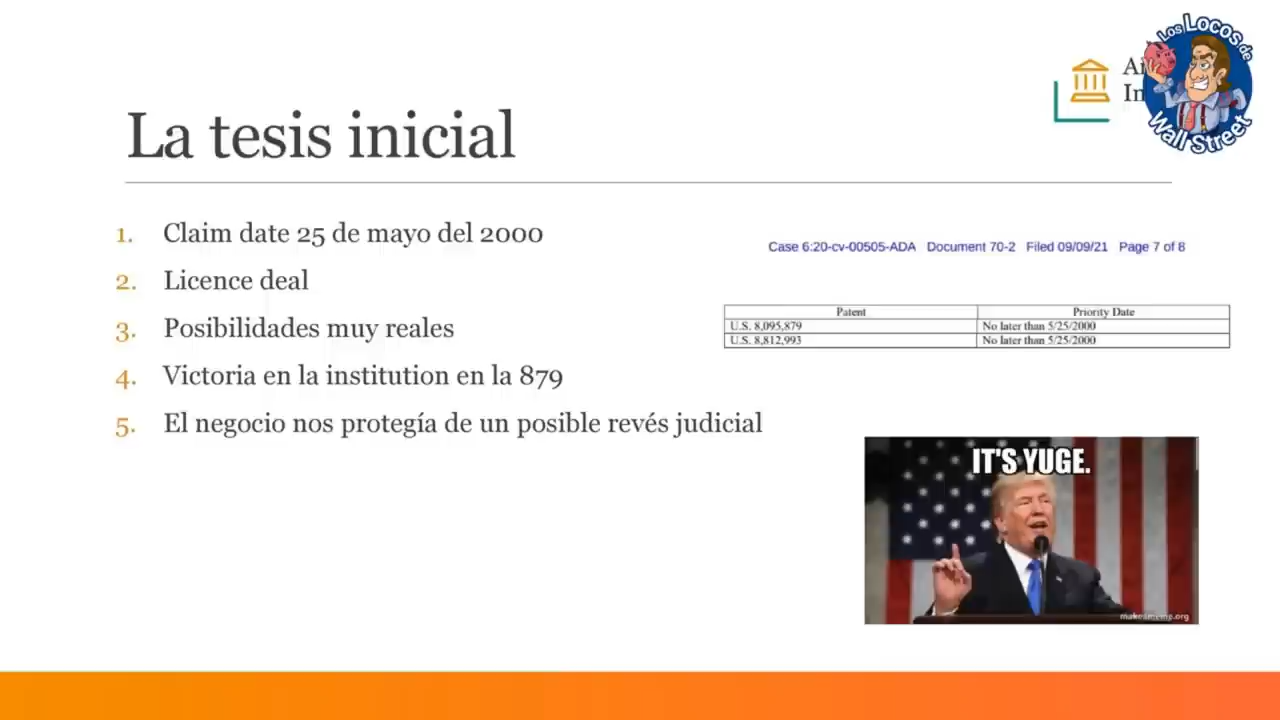 Los Locos de
Wall Street
La tesis inicial
1. Claim date 25 de mayo del 2000
2. Licence deal
3. Posibilidades muy reales
4. Victoria en la institution en la 879
5. El negocio nos protegía de un posible revés judicial
Case 6:20-cv-00505-ADA Document 70-2 Filed 09/09/21 Page 7 of 8
Patent Priority Date
U.S. 8,095,879 No later than 5/25/2000
U.S. 8,812,993 No later than 5/25/2000
IT'S YUGE.
makeameme.org